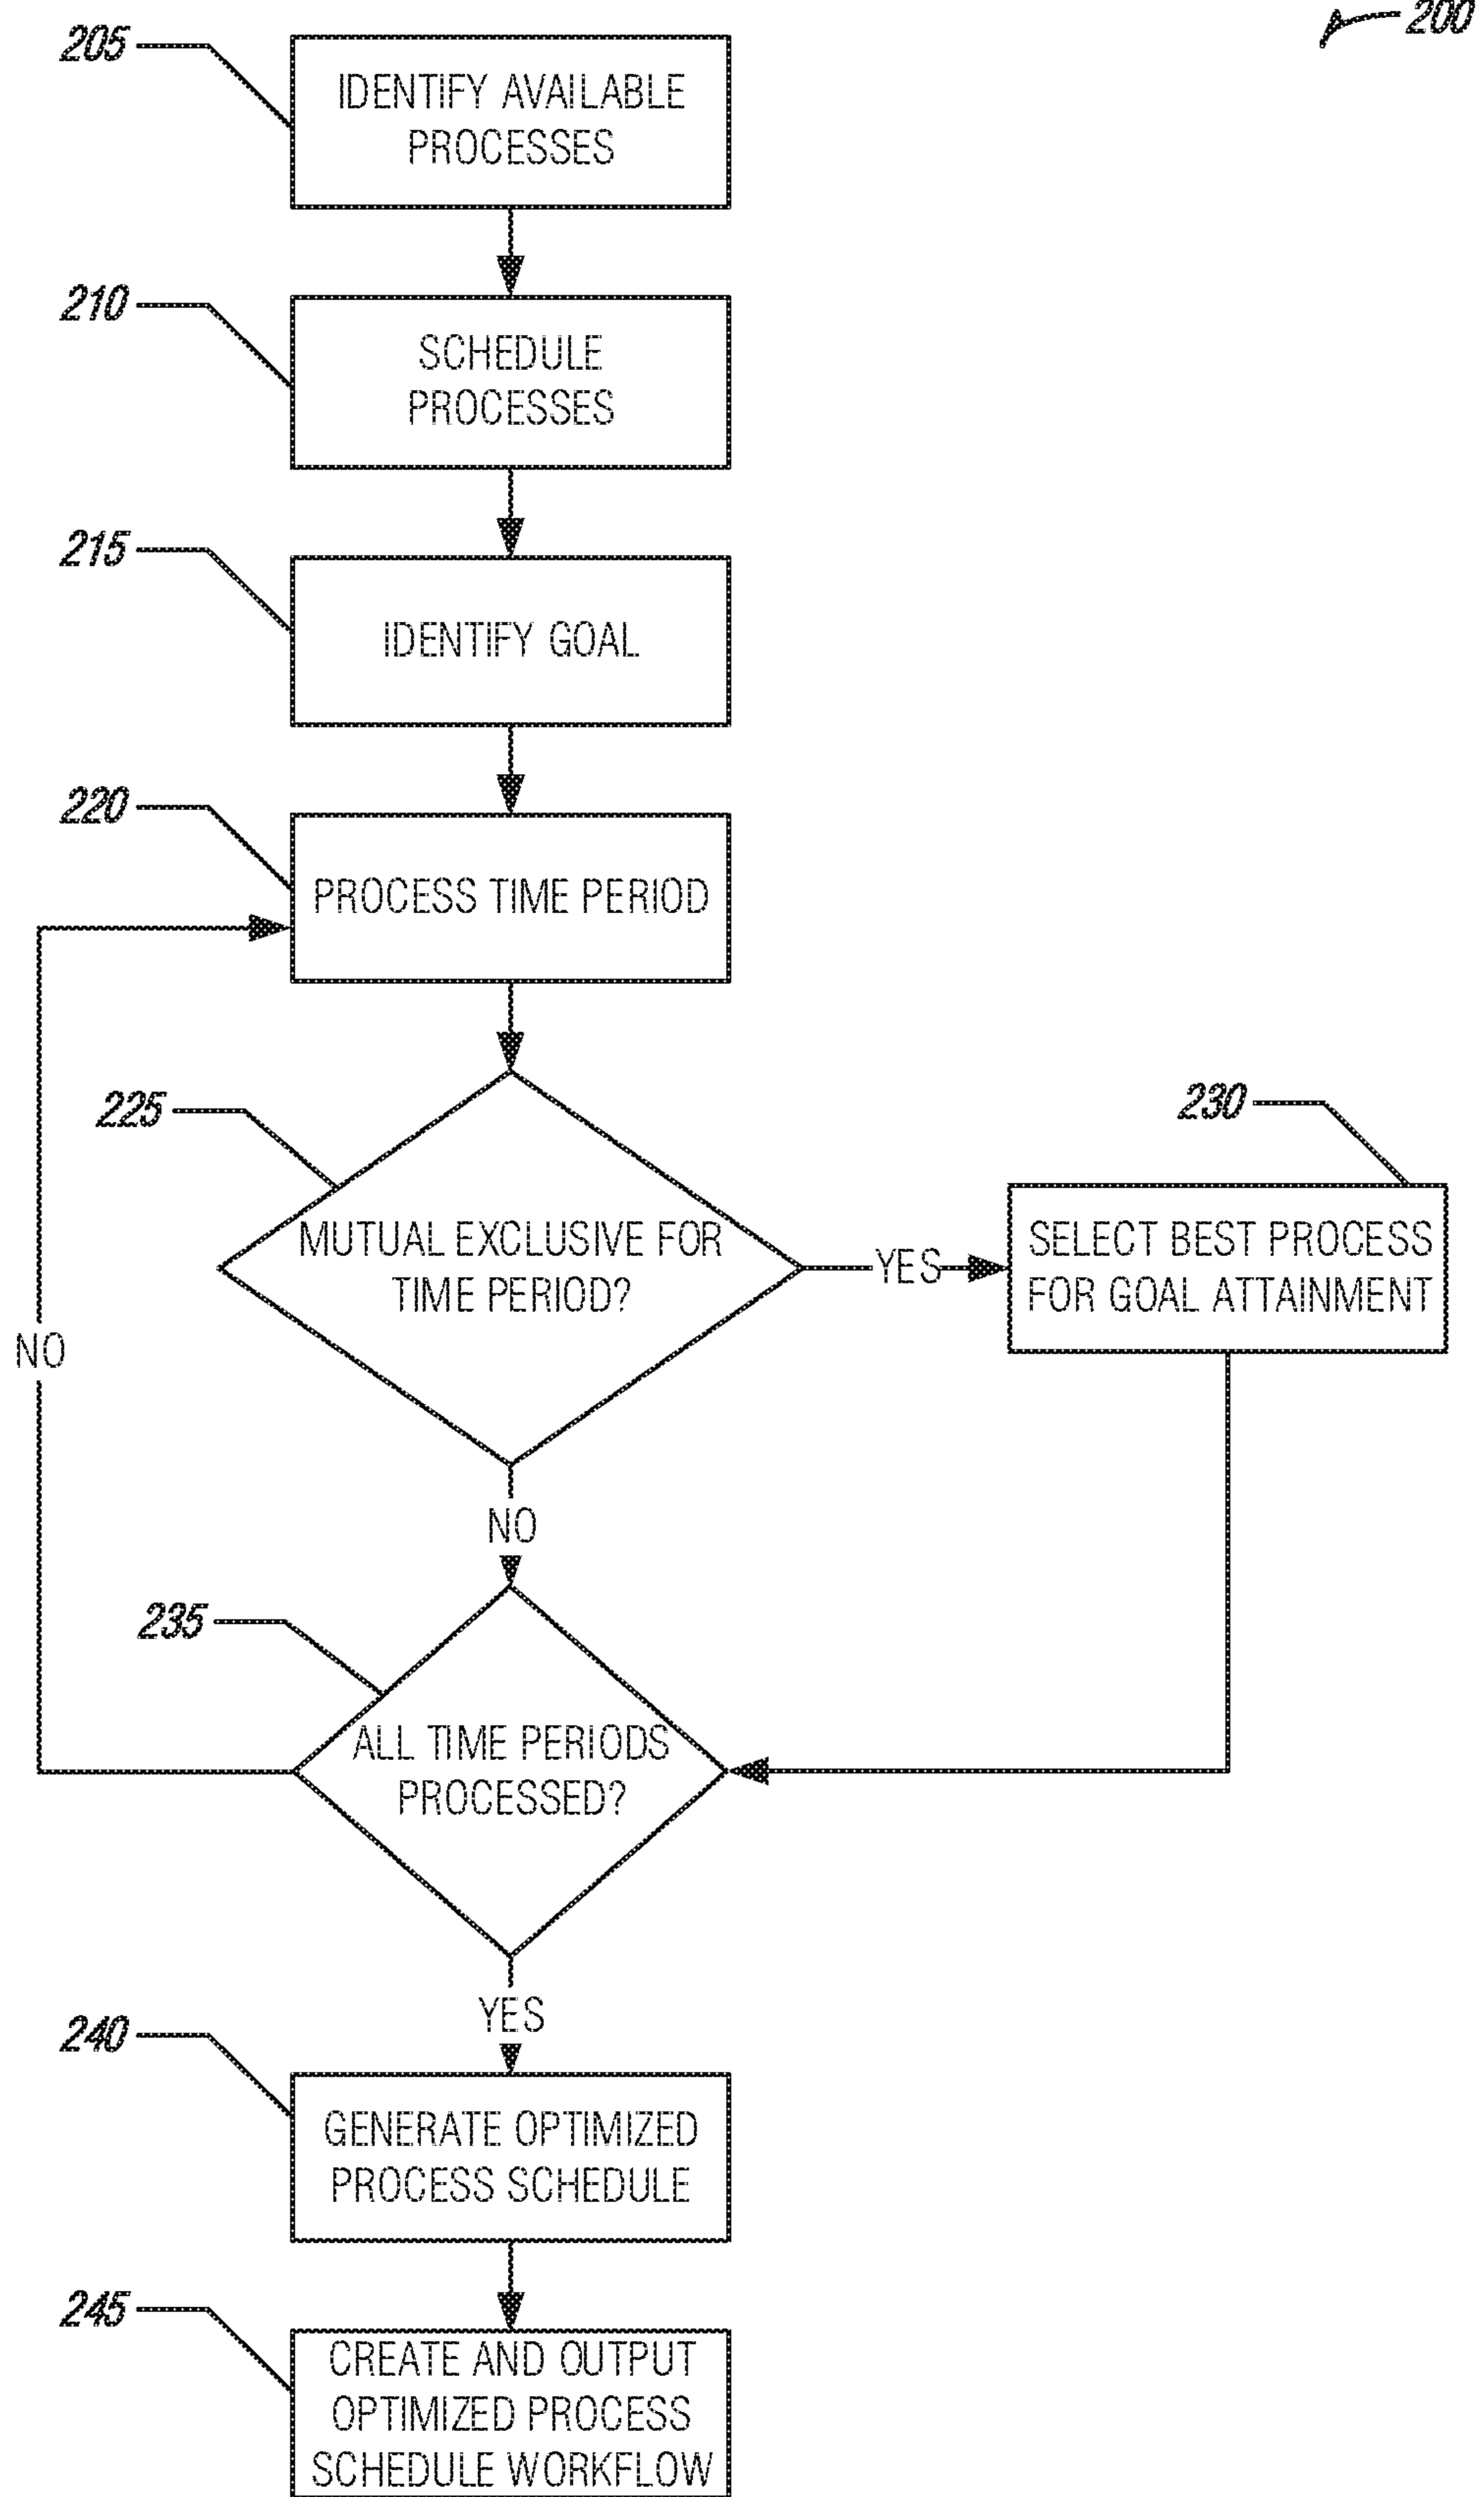 200
205
IDENTIFY AVAILABLE
PROCESSES
210
SCHEDULE
PROCESSES
215
IDENTIFY GOAL
220
PROCESS TIME PERIOD
225
MUTUAL EXCLUSIVE FOR
TIME PERIOD?
YES
230
SELECT BEST PROCESS
FOR GOAL ATTAINMENT
NO
NO
235
ALL TIME PERIODS
PROCESSED?
YES
240
GENERATE OPTIMIZED
PROCESS SCHEDULE
245
CREATE AND OUTPUT
OPTIMIZED PROCESS
SCHEDULE WORKFLOW